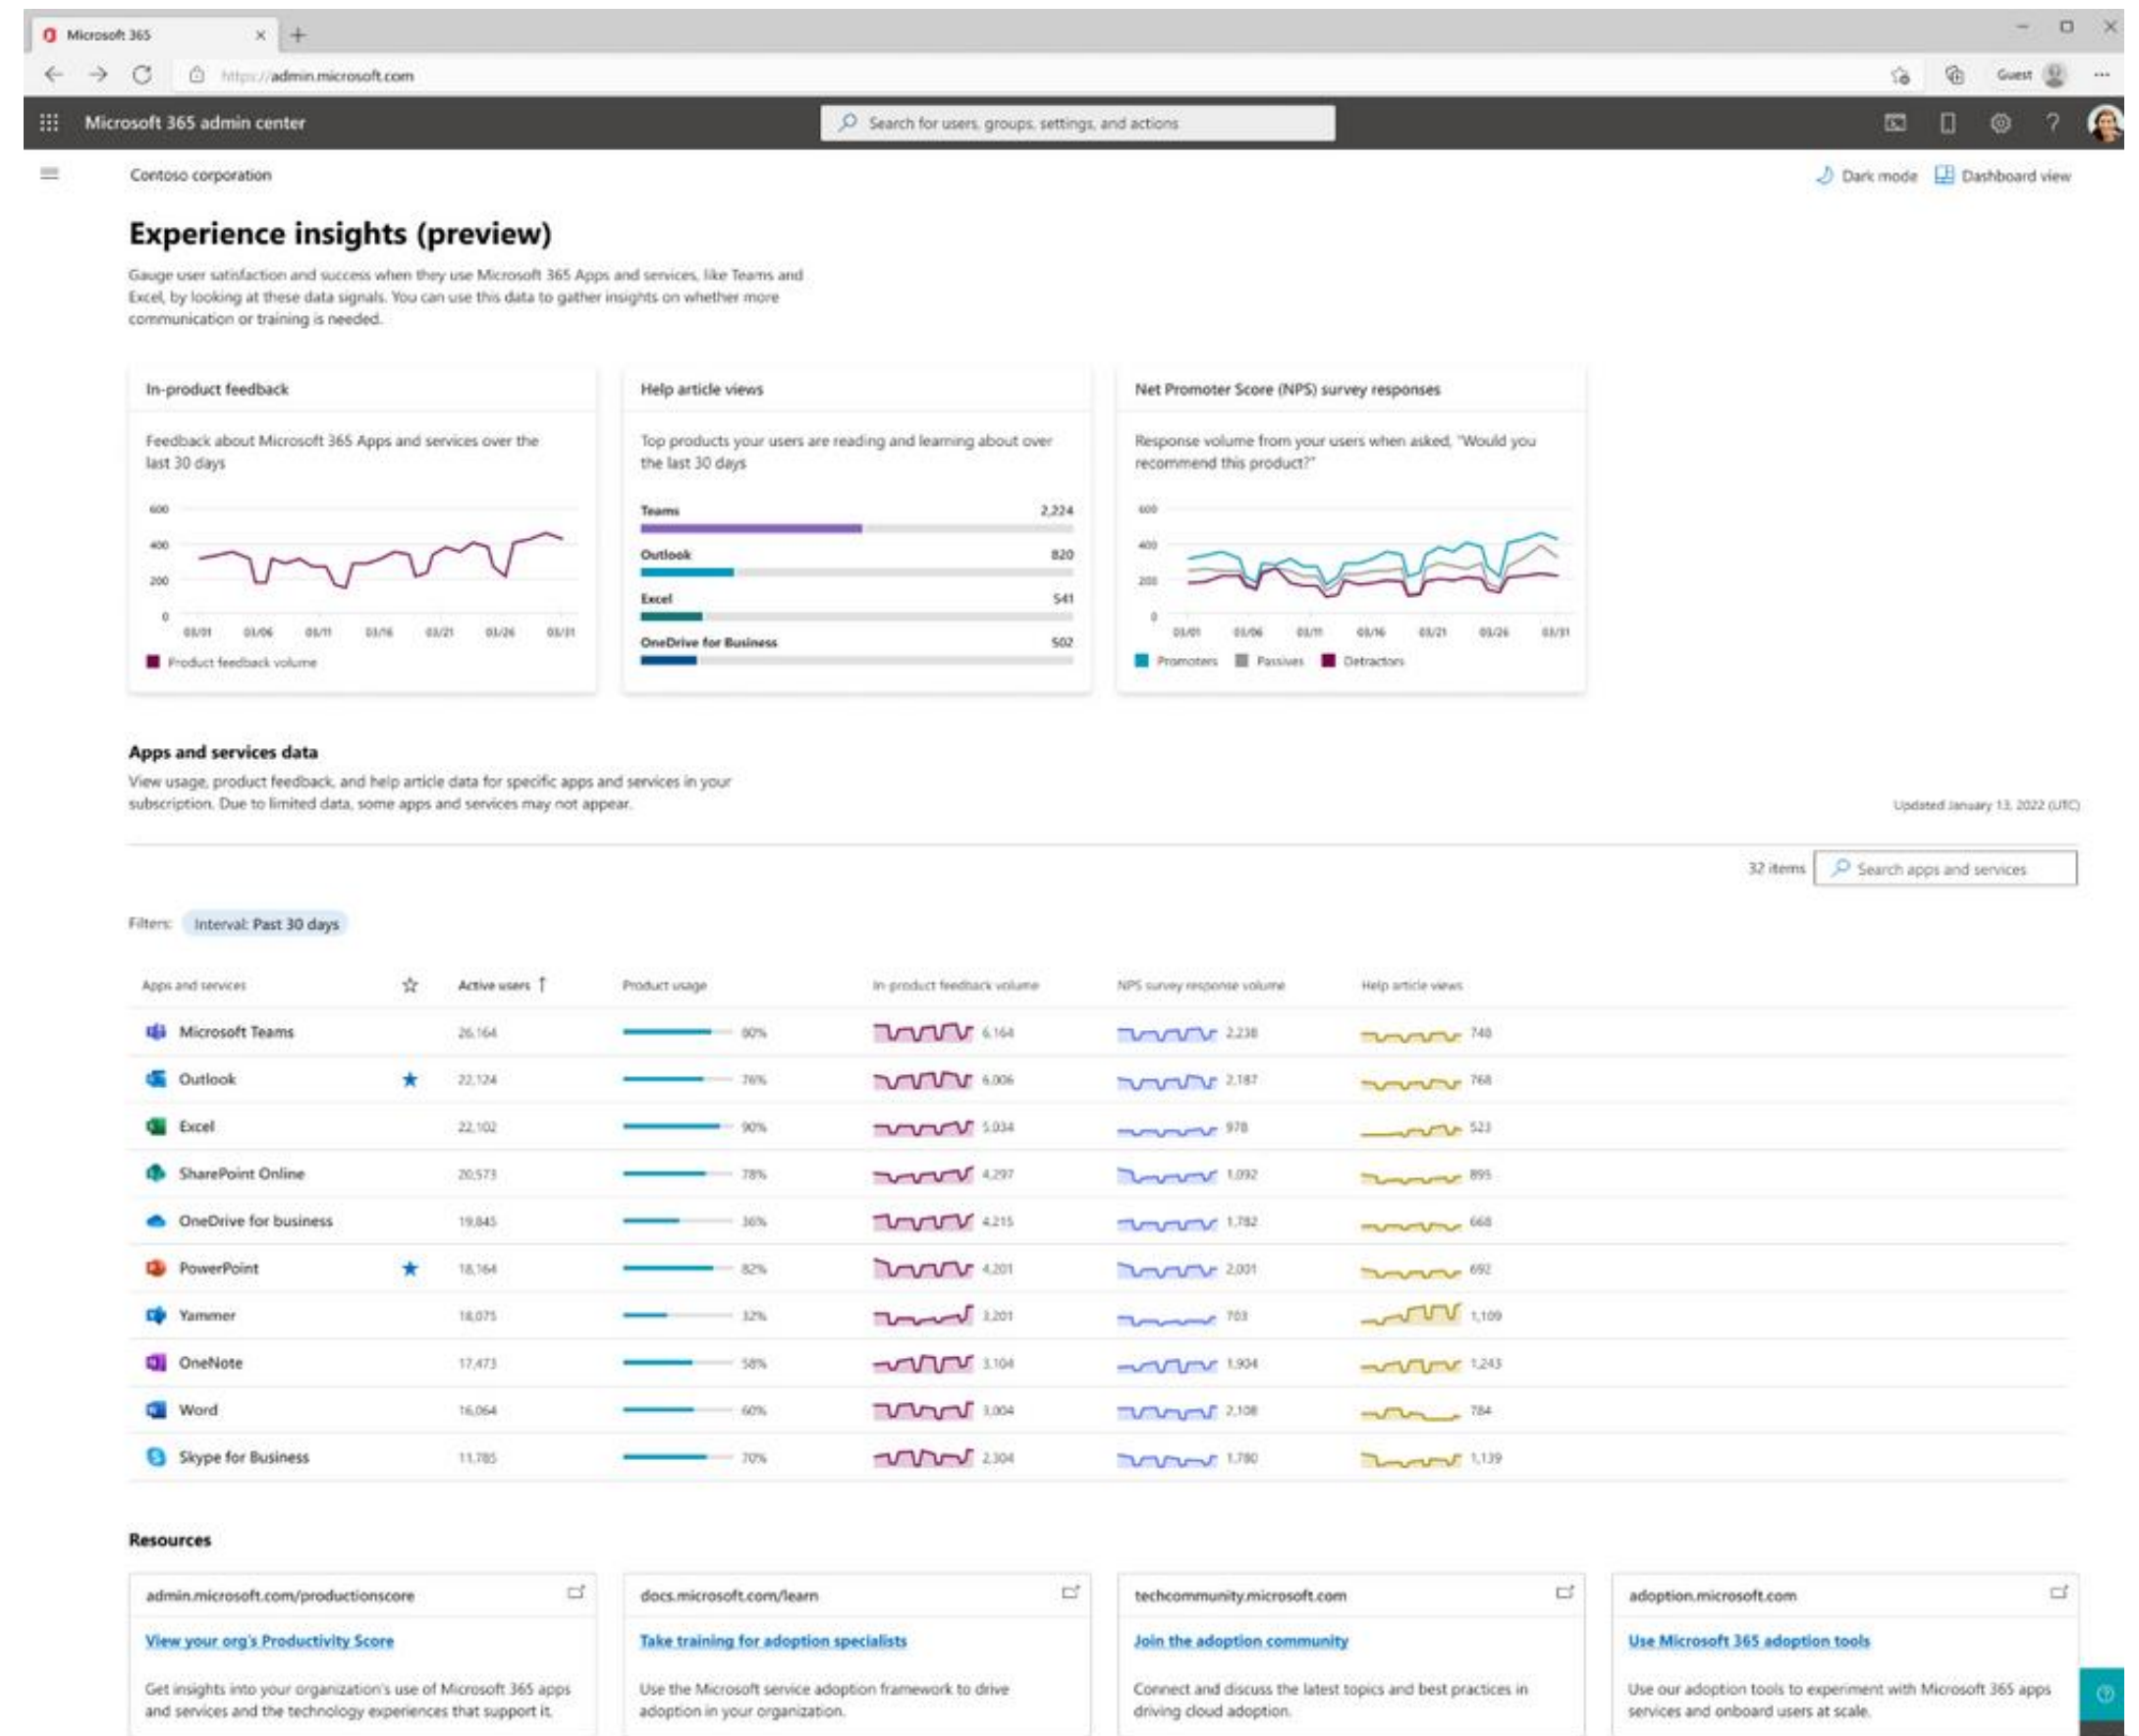 Microsoft 365
https://admin.microsoft.com
Guest
Microsoft 365 admin center
Search for users, groups, settings, and actions
Contoso corporation
Dark mode
Dashboard view
Experience insights (preview)
Gauge user satisfaction and success when they use Microsoft 365 Apps and services, like Teams and
Excel, by looking at these data signals. You can use this data to gather insights on whether more
communication or training is needed.
In-product feedback
Feedback about Microsoft 365 Apps and services over the
last 30 days
600
400
200
0
03/01 03/06 03/11 03/16 03/21 03/26 03/31
Product feedback volume
Help article views
Top products your users are reading and learning about over
the last 30 days
Teams 2,224
Outlook 820
Excel 541
OneDrive for Business 502
Net Promoter Score (NPS) survey responses
Response volume from your users when asked, "Would you
recommend this product?"
600
400
200
0
03/01 03/06 03/11 03/16 03/21 03/26 03/31
Promoters Passives Detractors
Apps and services data
View usage, product feedback, and help article data for specific apps and services in your
subscription. Due to limited data, some apps and services may not appear.
Updated January 13, 2022 (UTC)
32 items
Search apps and services
Filters: Interval: Past 30 days
Apps and services Active users ↑ Product usage In-product feedback volume NPS survey response volume Help article views
Microsoft Teams 26,164 80% 6,164 2,238 748
Outlook 22,124 76% 6,006 2,187 768
Excel 22,102 90% 5,034 978 523
SharePoint Online 20,573 78% 4,297 1,092 895
OneDrive for business 19,845 36% 4,215 1,782 668
PowerPoint 18,164 82% 4,201 2,001 692
Yammer 18,075 32% 3,201 703 1,109
OneNote 17,473 58% 3,104 1,904 1,243
Word 16,064 60% 3,004 2,108 784
Skype for Business 11,785 70% 2,304 1,780 1,139
Resources
admin.microsoft.com/productionscore
View your org's Productivity Score
Get insights into your organization's use of Microsoft 365 apps
and services and the technology experiences that support it.
docs.microsoft.com/learn
Take training for adoption specialists
Use the Microsoft service adoption framework to drive
adoption in your organization.
techcommunity.microsoft.com
Join the adoption community
Connect and discuss the latest topics and best practices in
driving cloud adoption.
adoption.microsoft.com
Use Microsoft 365 adoption tools
Use our adoption tools to experiment with Microsoft 365 apps
services and onboard users at scale.